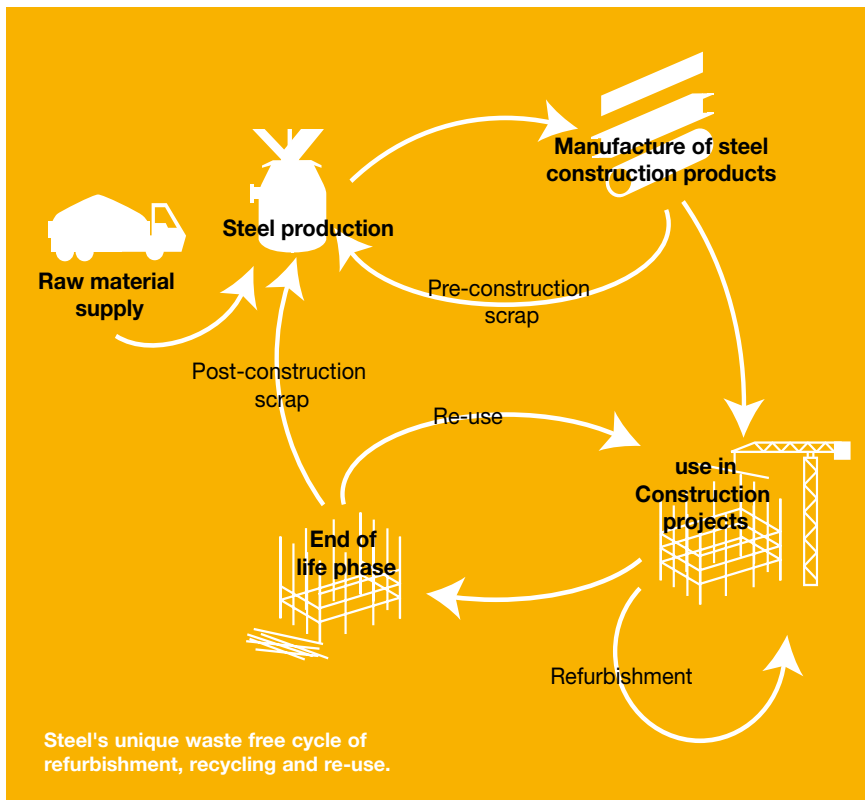 Manufacture of steel
construction products
Steel production
Raw material
supply
Pre-construction
scrap
Post-construction
scrap
Re-use
use in
Construction
projects
End of
life phase
Refurbishment
Steel's unique waste free cycle of
refurbishment, recycling and re-use.